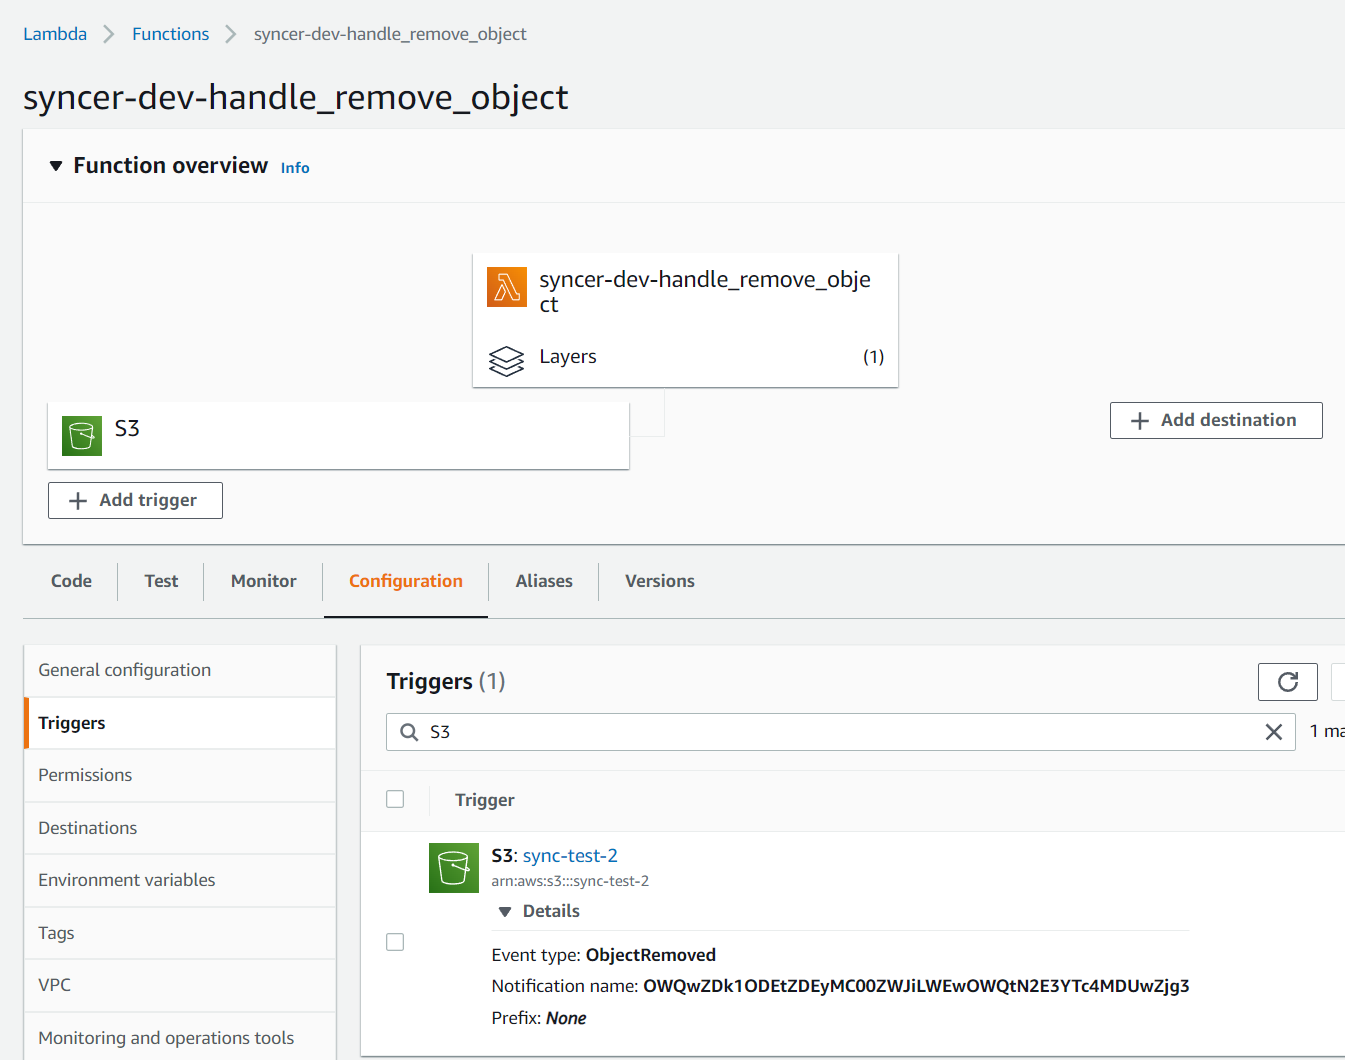 Lambda > Functions > syncer-dev-handle_remove_object
syncer-dev-handle_remove_object
Function overview Info
syncer-dev-handle_remove_obje
ct
Layers (1)
S3
Add destination
Add trigger
Code Test Monitor Configuration Aliases Versions
General configuration
Triggers
Permissions
Destinations
Environment variables
Tags
VPC
Monitoring and operations tools
Triggers (1)
S3
1 ma
Trigger
S3: sync-test-2
arn:aws:s3:::sync-test-2
Details
Event type: ObjectRemoved
Notification name: OWQwZDk1ODEtZDEyMC00ZWJiLWEwOWQtN2E3YTc4MDUwZjg3
Prefix: None